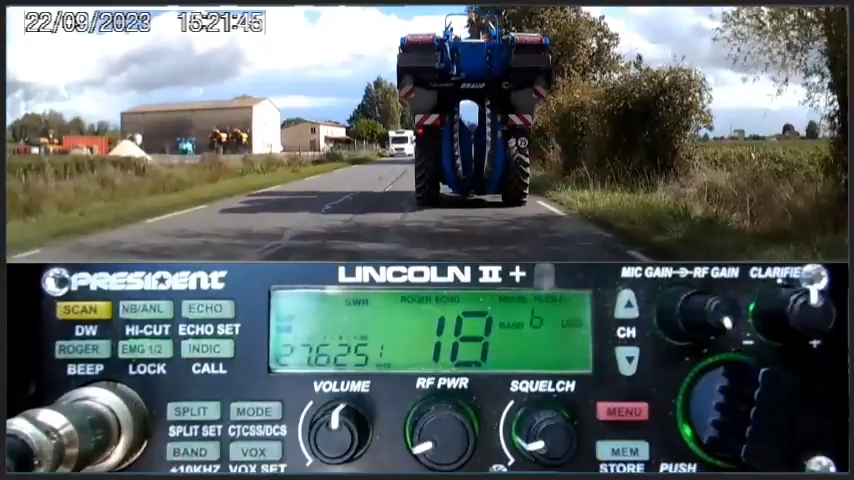 22/09/2023 15:21:45
BRAUD
PRESIDENT LINCOLN II + MIC GAIN RF GAIN CLARIFIER
SCAN NB/ANL ECHO
DW HI-CUT ECHO SET
ROGER EMG 1/2 INDIC
BEEP LOCK CALL
SWR ROGER ECHO
18 BAND b USB
27.6251
CH
VOLUME RF PWR SQUELCH
SPLIT MODE
SPLIT SET CTCSS/DCS
BAND VOX
+10KHZ VOX SET
MENU
MEM
STORE PUSH
- +